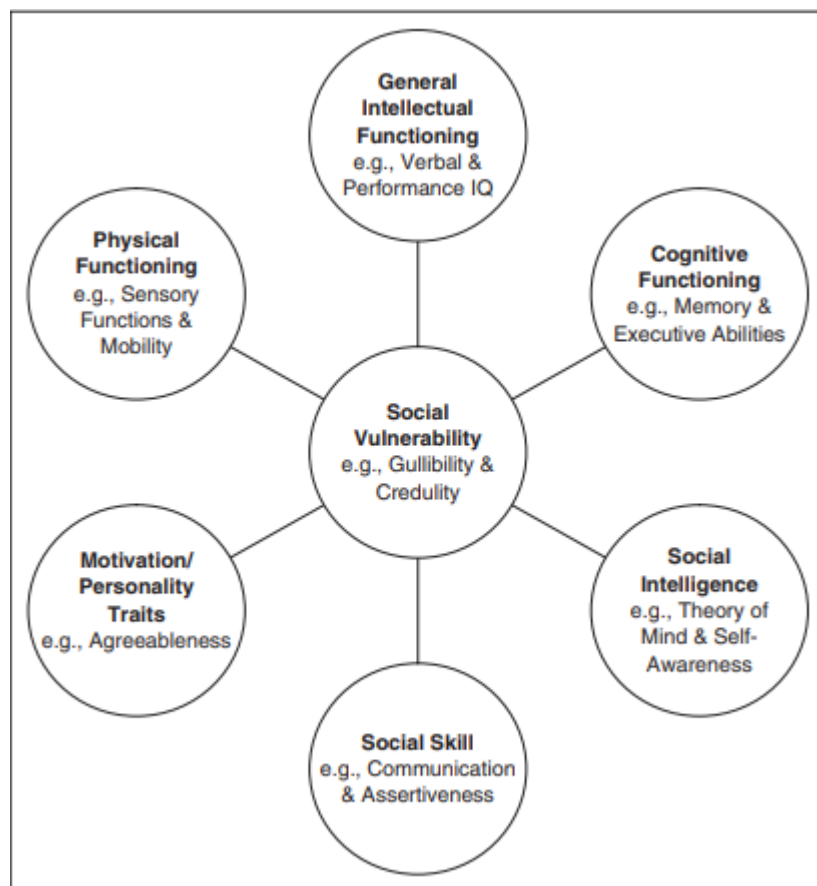 General
Intellectual
Functioning
e.g., Verbal &
Performance IQ
Physical
Functioning
e.g., Sensory
Functions &
Mobility
Cognitive
Functioning
e.g., Memory &
Executive Abilities
Social
Vulnerability
e.g., Gullibility &
Credulity
Motivation/
Personality
Traits
e.g., Agreeableness
Social
Intelligence
e.g., Theory of
Mind & Self-
Awareness
Social Skill
e.g., Communication
& Assertiveness